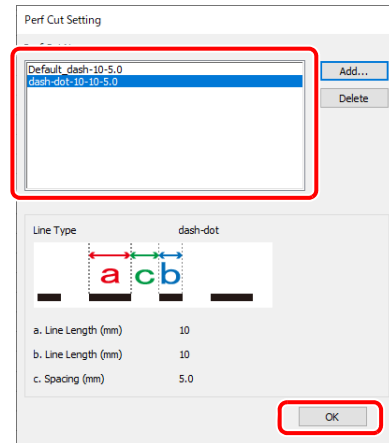 Perf Cut Setting
Default_dash-10-5.0
Add...
dash-dot-10-10-5.0
Delete
Line Type
dash-dot
a c b
a. Line Length (mm)
10
b. Line Length (mm)
10
c. Spacing (mm)
5.0
OK